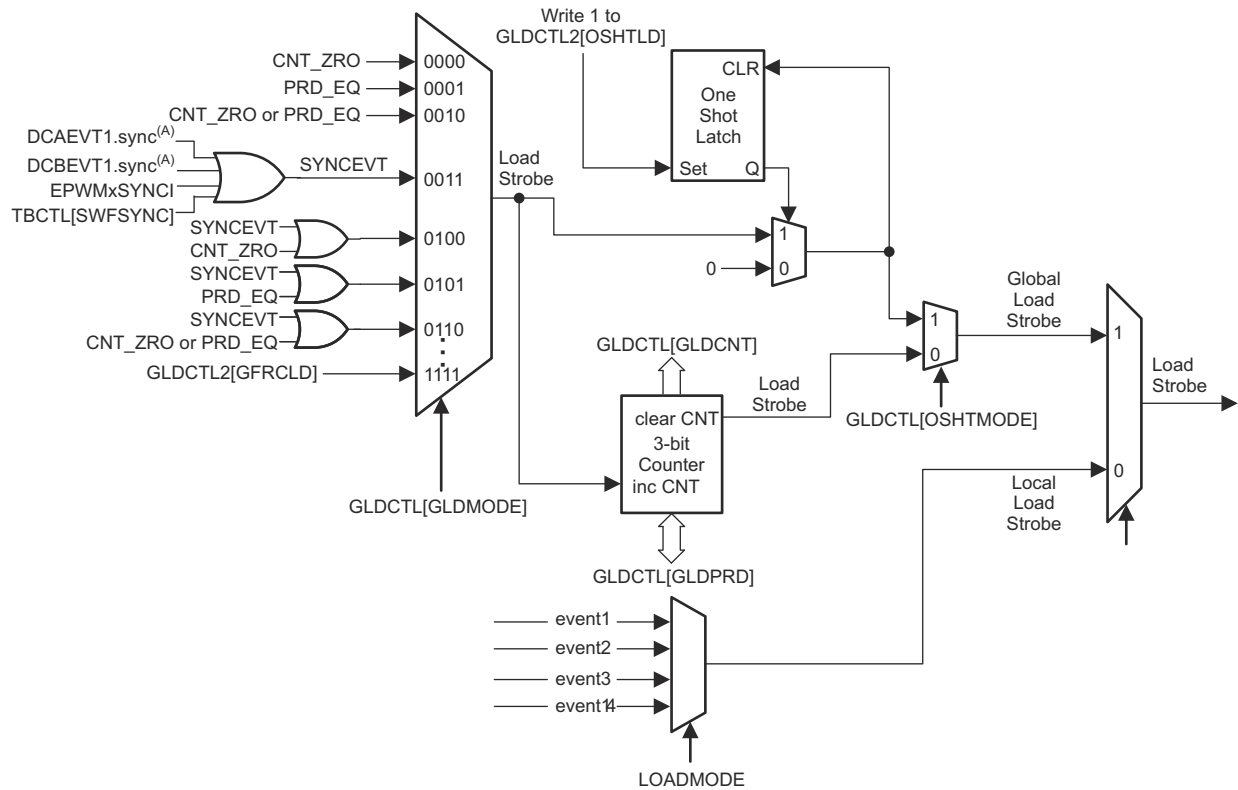 Write 1 to
GLDCTL2[OSHTLD]
CNT_ZRO
0000
PRD_EQ
0001
CNT_ZRO or PRD_EQ
0010
DCAEVT1.sync(A)
DCBEVT1.sync(A)
EPWMxSYNCI
TBCTL[SWFSYNC]
SYNCEVT
0011
SYNCEVT
CNT_ZRO
0100
SYNCEVT
PRD_EQ
0101
SYNCEVT
CNT_ZRO or PRD_EQ
0110
GLDCTL2[GFRCLD]
1111
GLDCTL[GLDMODE]
Load
Strobe
CLR
One
Shot
Latch
Set Q
1
0 0
GLDCTL[GLDCNT]
clear CNT
3-bit
Counter
inc CNT
GLDCTL[GLDPRD]
Load
Strobe
1
0
GLDCTL[OSHTMODE]
Global
Load
Strobe
1
0
Local
Load
Strobe
Load
Strobe
event1
event2
event3
event14
LOADMODE